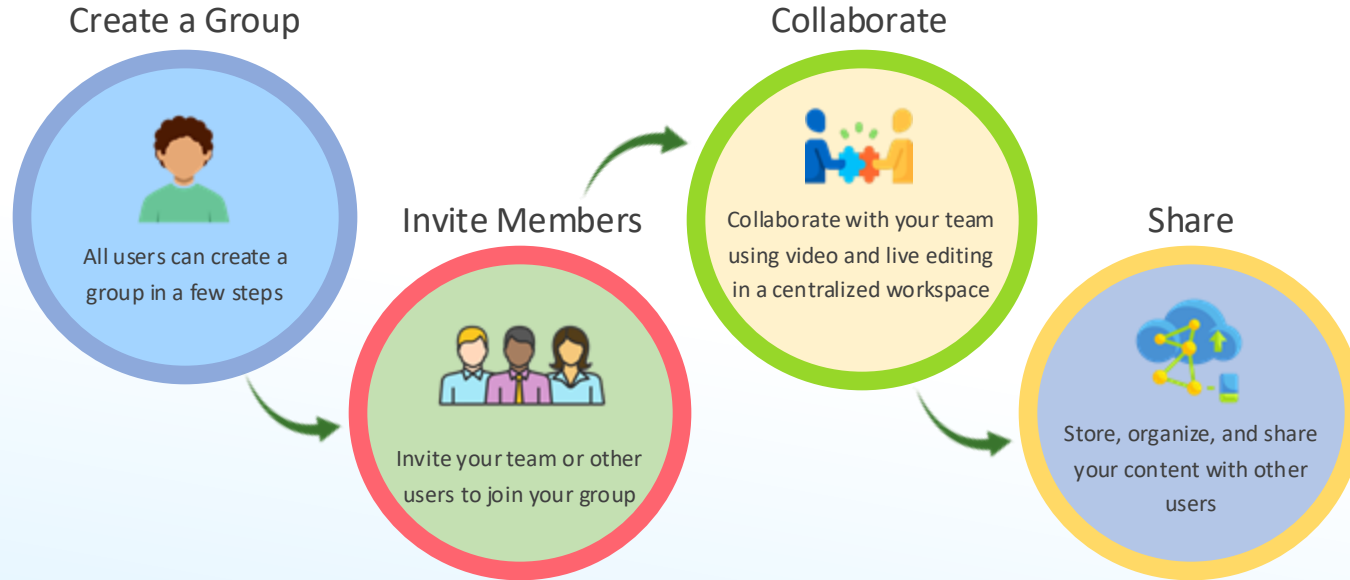 Create a Group
All users can create a
group in a few steps
Invite Members
Invite your team or other
users to join your group
Collaborate
Collaborate with your team
using video and live editing
in a centralized workspace
Share
Store, organize, and share
your content with other
users